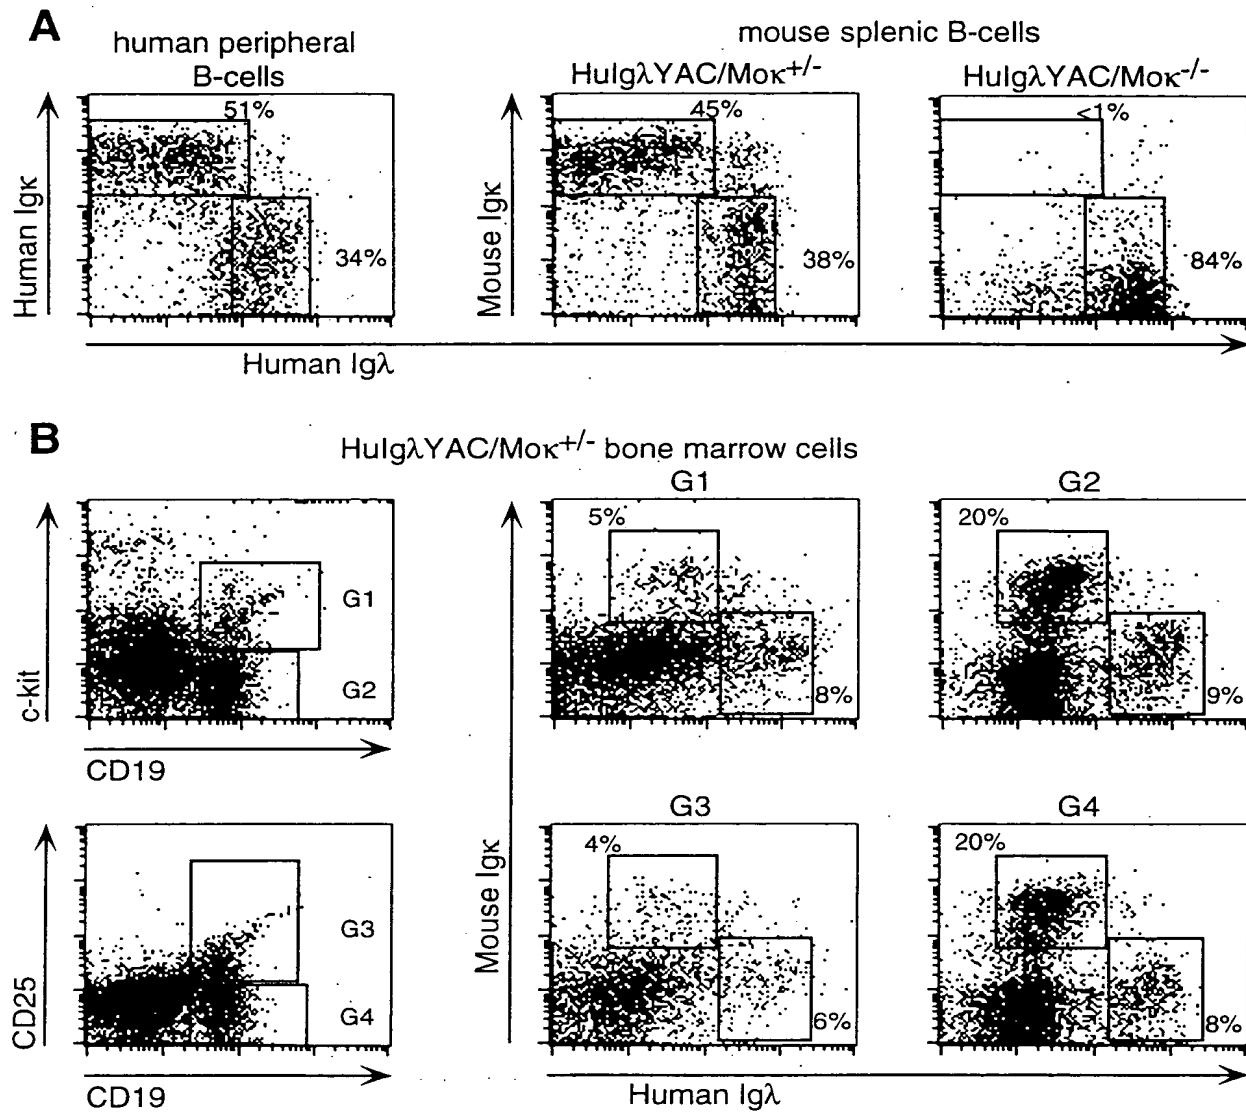 A
human peripheral
B-cells
mouse splenic B-cells
HuIgλYAC/Moκ+/-
HuIgλYAC/Moκ-/-
51%
34%
45%
38%
<1%
84%
Human Igκ
Mouse Igκ
Human Igλ
B
HuIgλYAC/Moκ+/- bone marrow cells
G1
G2
G1
G2
c-kit
CD19
5%
8%
20%
9%
G3
G4
G3
G4
CD25
CD19
Mouse Igκ
4%
6%
20%
8%
Human Igλ